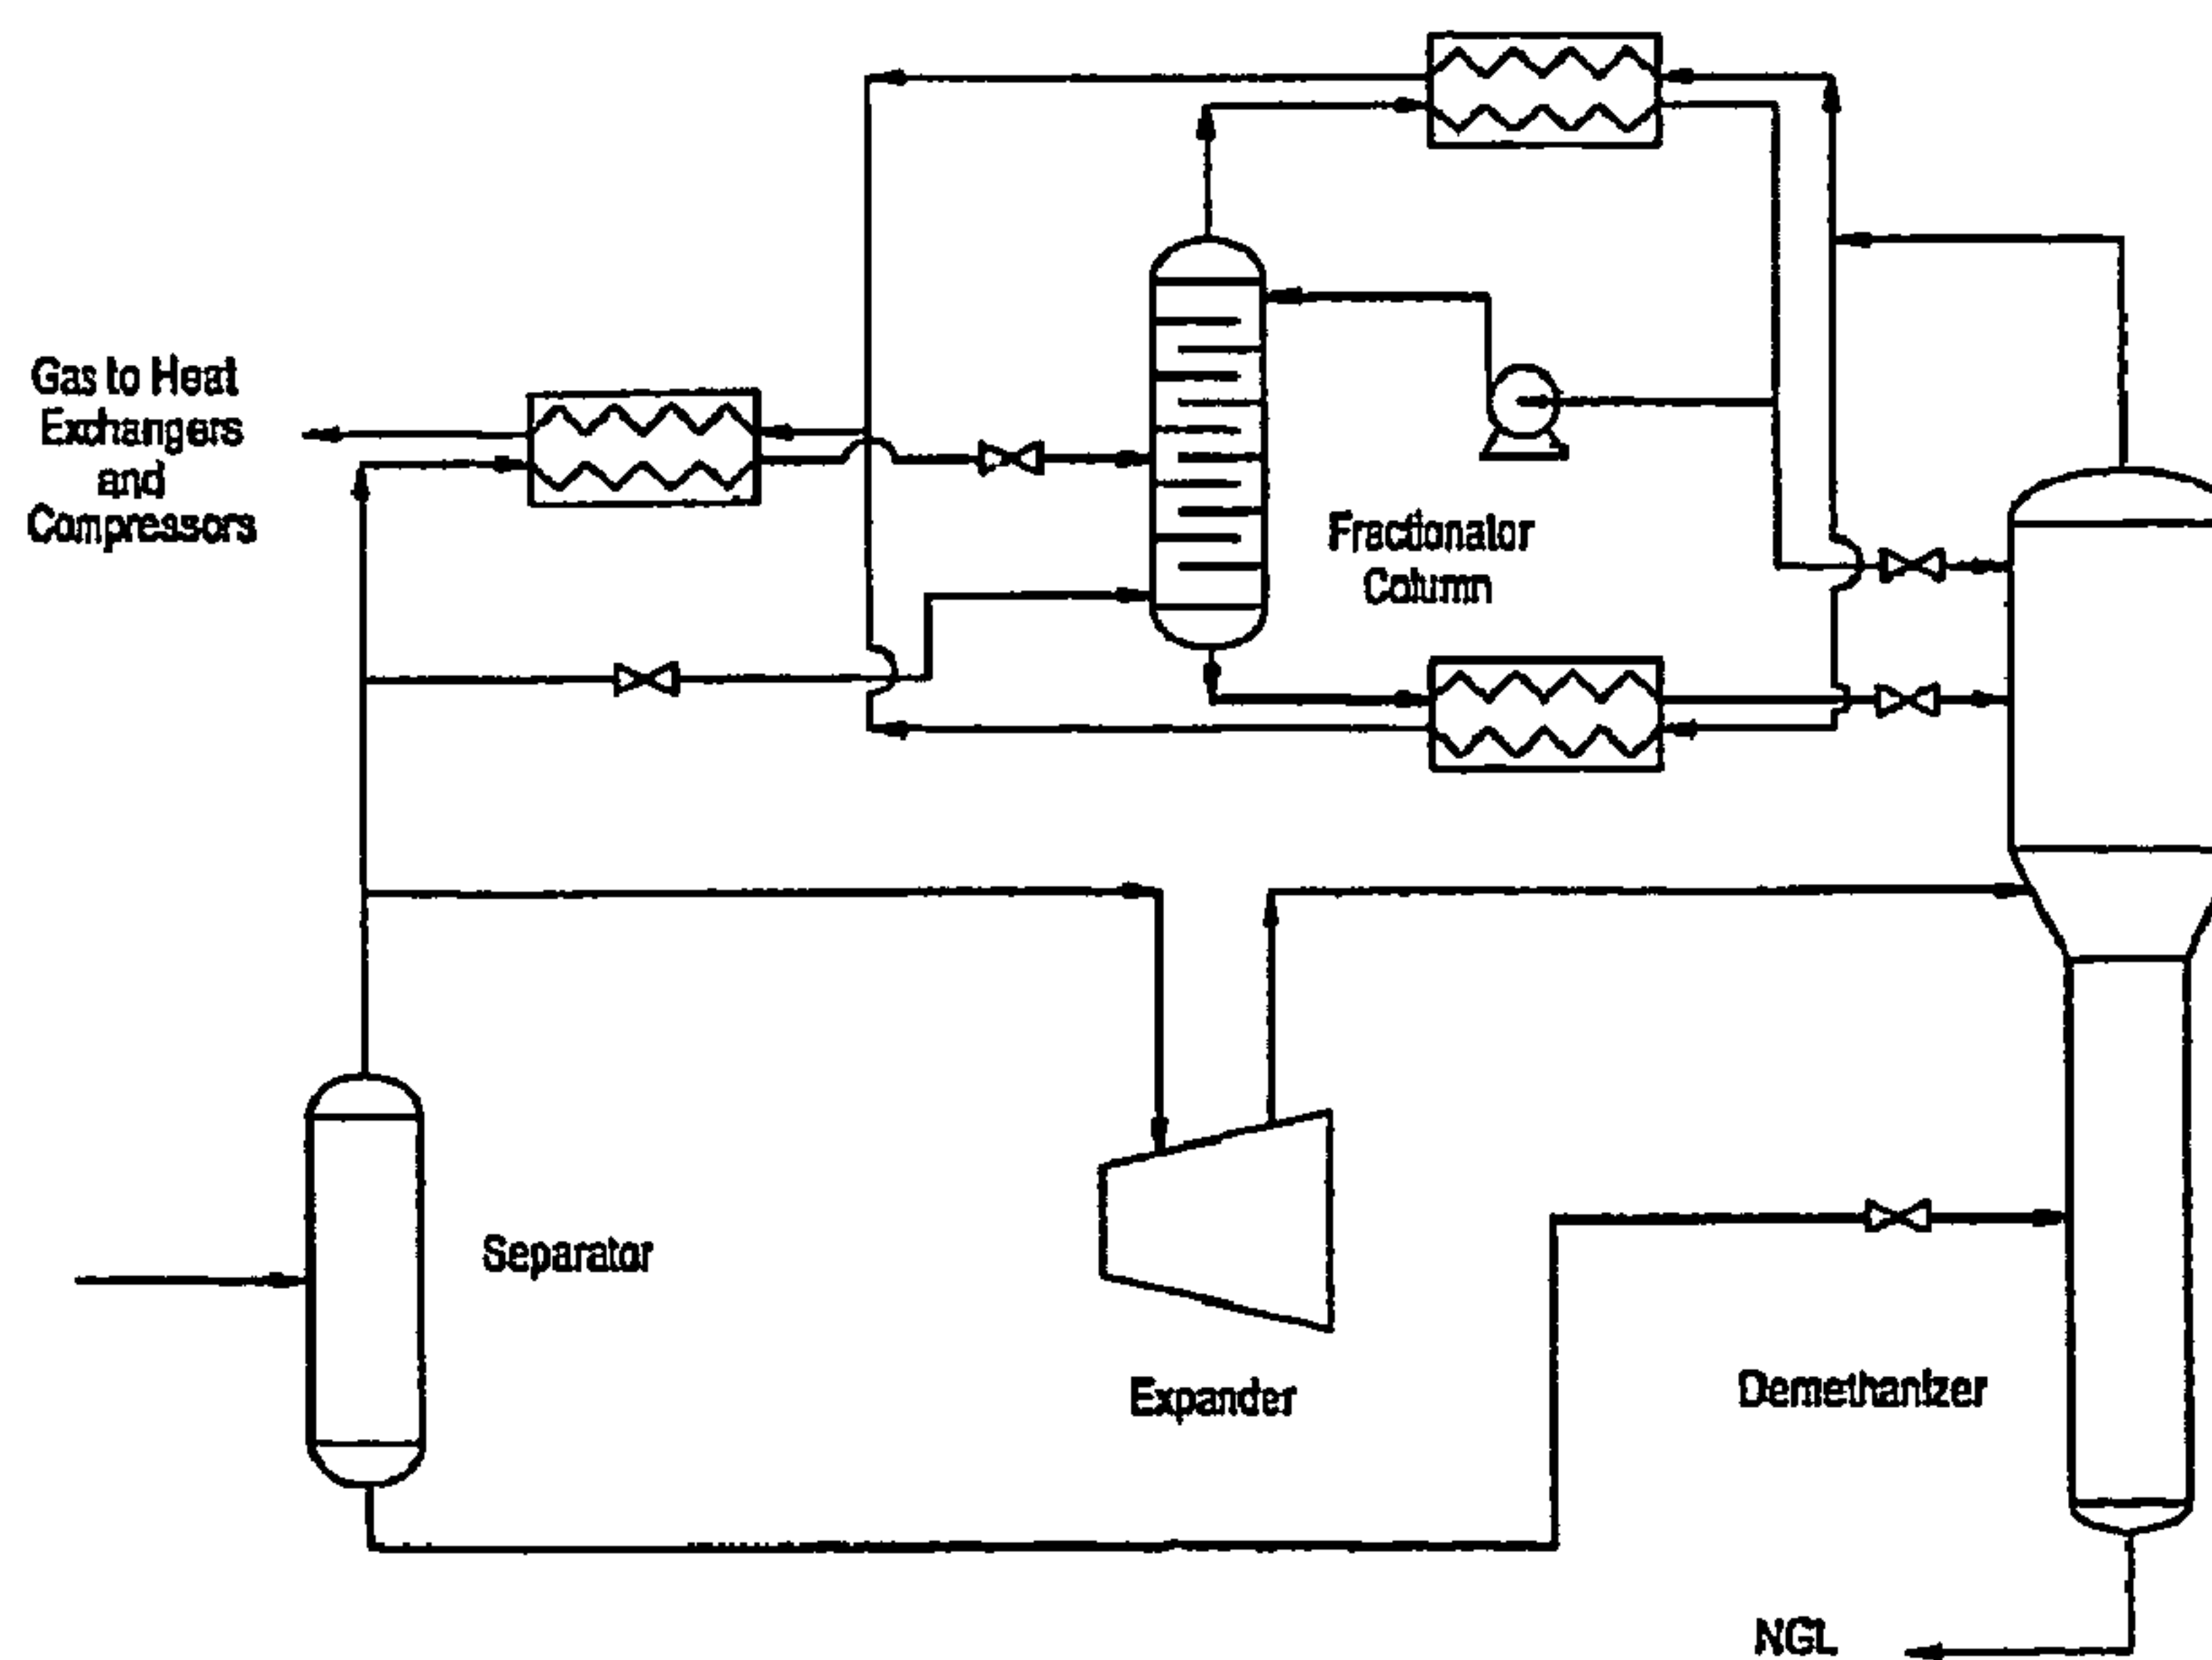 Gas to Heat
Exchangers
and
Compressors
Fractionator
Column
Separator
Expander
Demethanizer
NGL